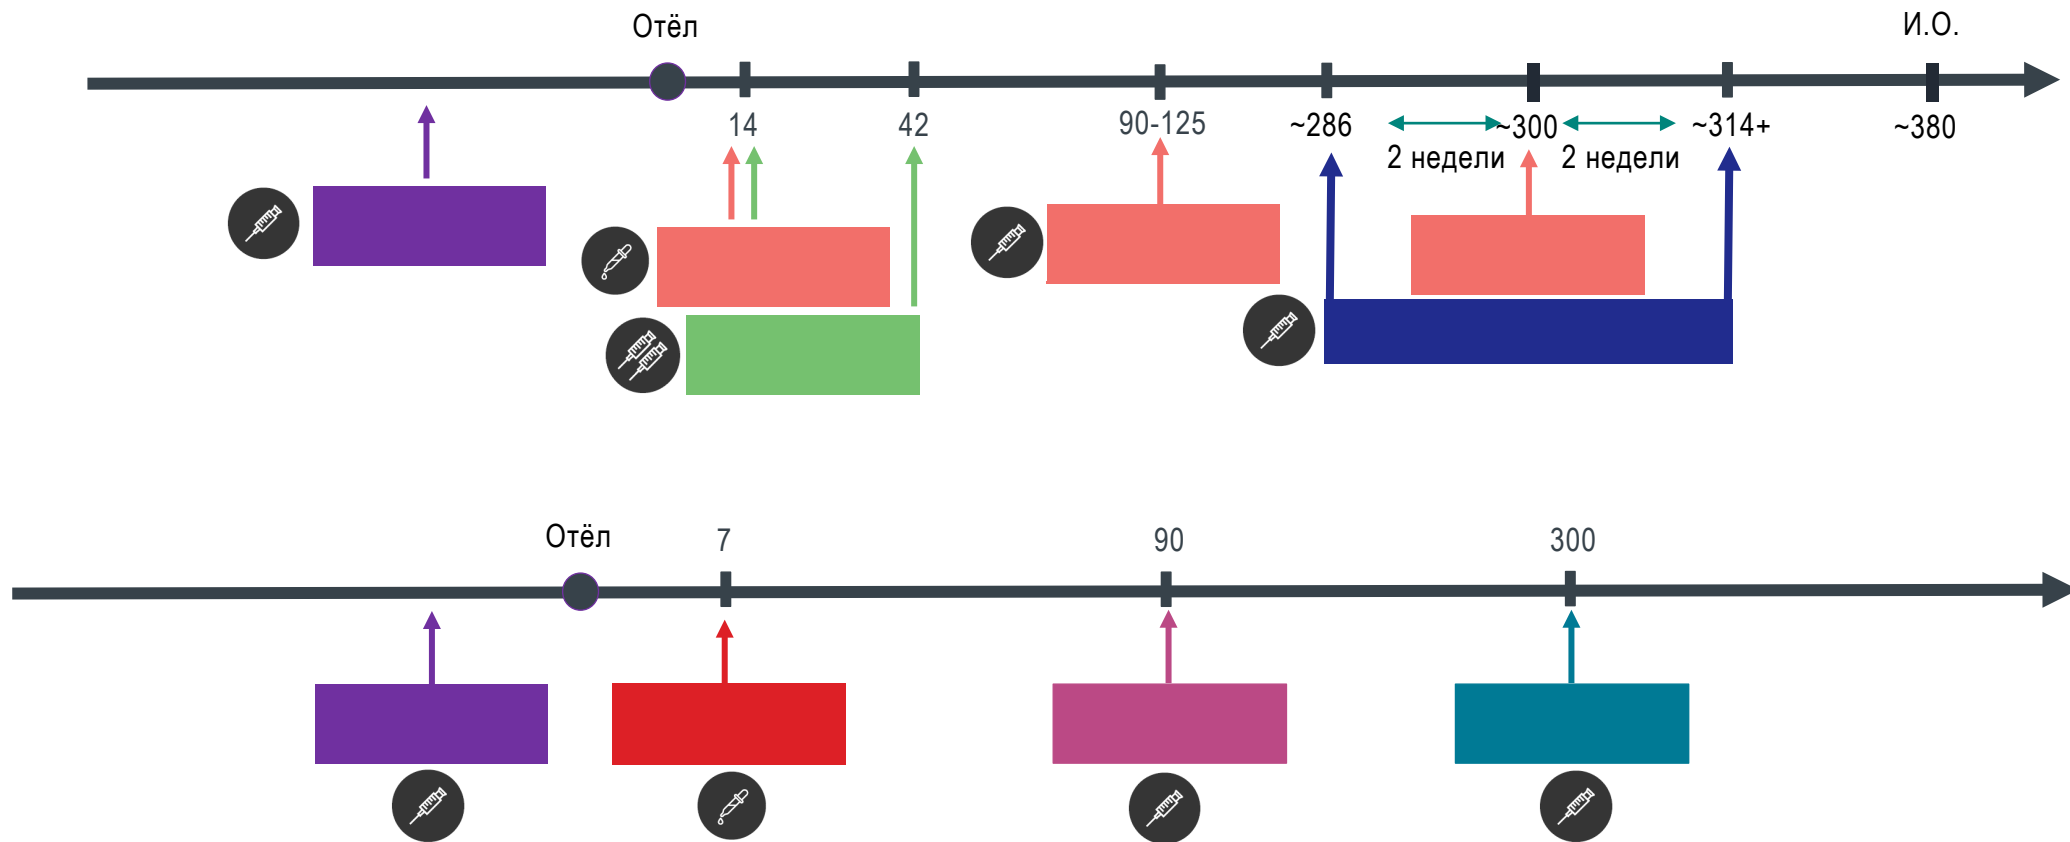 Отёл
И.О.
14
42
90-125
~286
~300
~314+
~380
2 недели
2 недели
Отёл
7
90
300